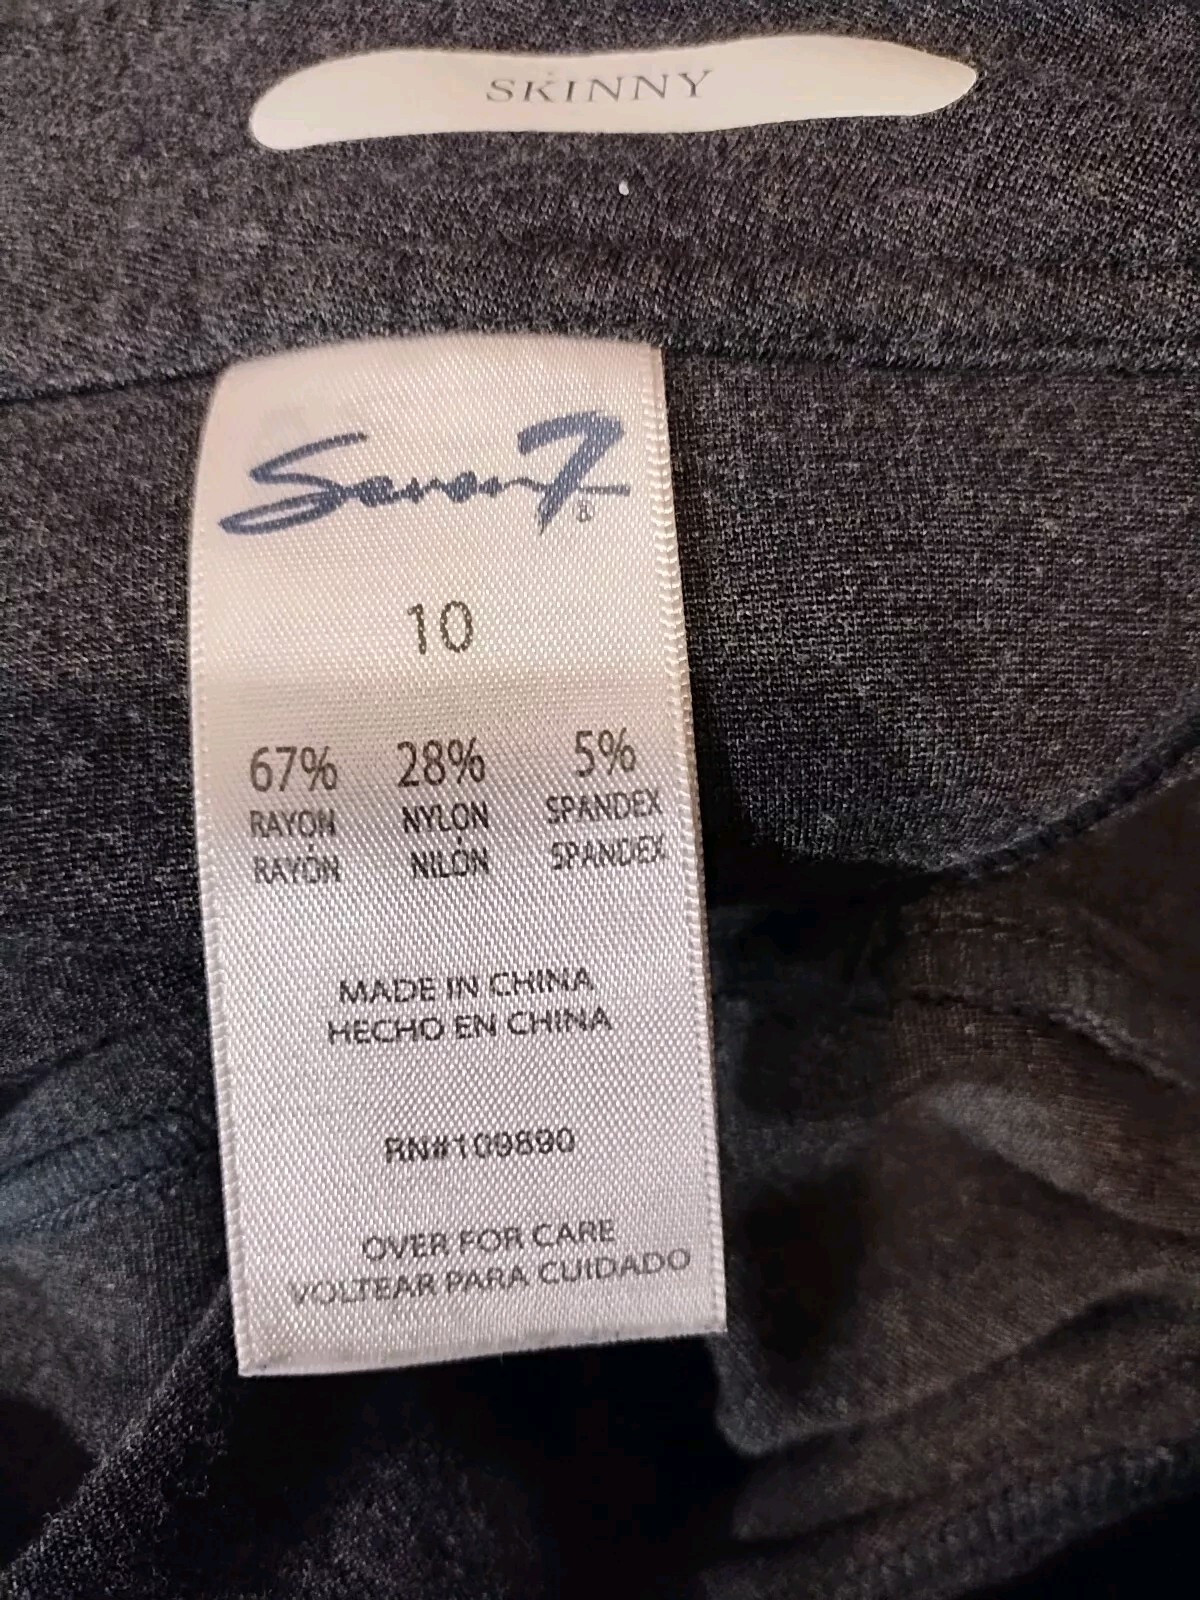 SKINNY
Seven7®
10
67% 28% 5%
RAYON NYLON SPANDEX
RAYÓN NILÓN SPANDEX
MADE IN CHINA
HECHO EN CHINA
RN#109890
OVER FOR CARE
VOLTEAR PARA CUIDADO